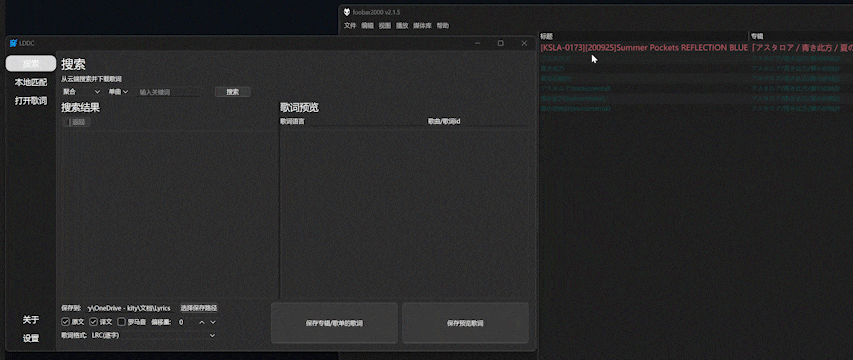 foobar2000 v2.1.5
文件 编辑 视图 播放 媒体库 帮助
标题 专辑
[KSLA-0173][200925]Summer Pockets REFLECTION BLUE 「アスタロア / 青き此方 / 夏の
LDDC
搜索
本地匹配
打开歌词
关于
设置
搜索
从云端搜索并下载歌词
聚合 单曲 输入关键词 搜索
搜索结果 歌词预览
返回 歌词语言 歌曲/歌词id
保存到: y\OneDrive - kity\文档\Lyrics 选择保存路径
原文 译文 罗马音 偏移量: 0
歌词格式: LRC(逐字)
保存专辑/歌单的歌词 保存预览歌词